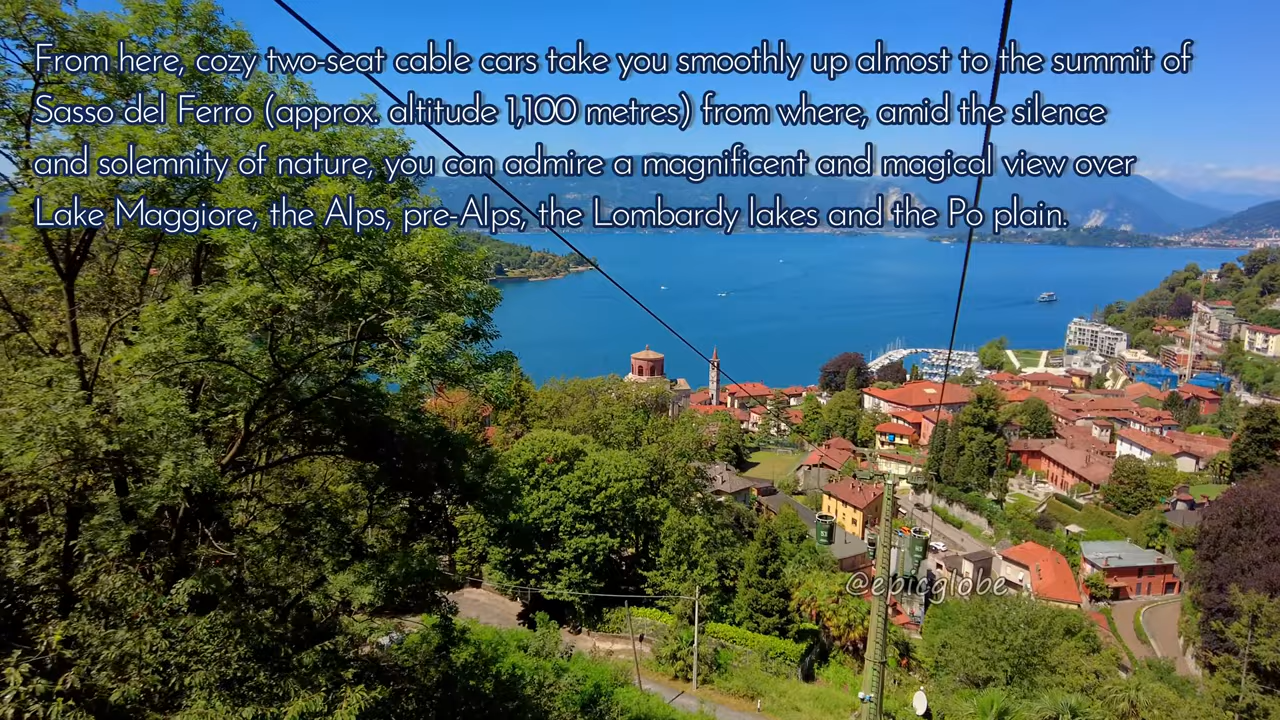 From here, cozy two-seat cable cars take you smoothly up almost to the summit of
Sasso del Ferro (approx. altitude 1,100 metres) from where, amid the silence
and solemnity of nature, you can admire a magnificent and magical view over
Lake Maggiore, the Alps, pre-Alps, the Lombardy lakes and the Po plain.
@epicglobe